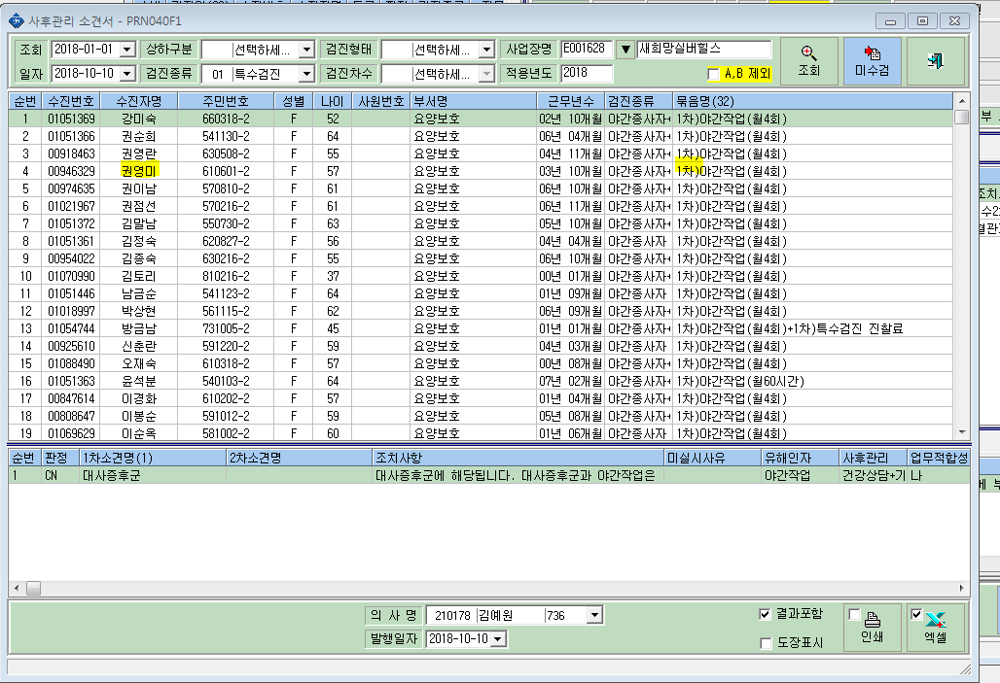 사후관리 소견서 - PRN040F1
조회 2018-01-01 상하구분 선택하세... 검진형태 선택하세... 사업장명 E001628 ▼ 새희망실버힐스
일자 2018-10-10 검진종류 01 특수검진 검진차수 선택하세... 적용년도 2018 A,B 제외
조회 미수검
순번 수진번호 수진자명 주민번호 성별 나이 사원번호 부서명 근무년수 검진종류 묶음명(32)
1 01051369 강미숙 660318-2 F 52 요양보호 02년 10개월 야간종사자+ 1차)야간작업(월4회)
2 01051366 권순희 541130-2 F 64 요양보호 06년 04개월 야간종사자+ 1차)야간작업(월4회)
3 00918463 권영란 630508-2 F 55 요양보호 04년 11개월 야간종사자+ 1차)야간작업(월4회)
4 00946329 권영미 610601-2 F 57 요양보호 03년 10개월 야간종사자+ 1차)야간작업(월4회)
5 00974635 권이남 570810-2 F 61 요양보호 06년 10개월 야간종사자+ 1차)야간작업(월4회)
6 01021967 권점선 570216-2 F 61 요양보호 06년 11개월 야간종사자+ 1차)야간작업(월4회)
7 01051372 김말남 550730-2 F 63 요양보호 05년 10개월 야간종사자+ 1차)야간작업(월4회)
8 01051361 김정숙 620827-2 F 56 요양보호 04년 04개월 야간종사자+ 1차)야간작업(월4회)
9 00954022 김종숙 630216-2 F 55 요양보호 06년 10개월 야간종사자+ 1차)야간작업(월4회)
10 01070990 김토리 810216-2 F 37 요양보호 00년 01개월 야간종사자+ 1차)야간작업(월4회)
11 01051446 남금순 541123-2 F 64 요양보호 01년 09개월 야간종사자+ 1차)야간작업(월4회)
12 01018997 박상현 561115-2 F 62 요양보호 06년 09개월 야간종사자+ 1차)야간작업(월4회)
13 01054744 방금남 731005-2 F 45 요양보호 01년 01개월 야간종사자+ 1차)야간작업(월4회)+1차)특수검진 진찰료
14 00925610 신춘란 591220-2 F 59 요양보호 04년 03개월 야간종사자 1차)야간작업(월4회)
15 01088490 오재숙 610318-2 F 57 요양보호 00년 08개월 야간종사자+ 1차)야간작업(월4회)
16 01051363 윤석분 540103-2 F 64 요양보호 07년 02개월 야간종사자+ 1차)야간작업(월60시간)
17 00847614 이경화 610202-2 F 57 요양보호 01년 04개월 야간종사자+ 1차)야간작업(월4회)
18 00808647 이봉순 591012-2 F 59 요양보호 05년 08개월 야간종사자+ 1차)야간작업(월4회)
19 01069629 이순옥 581002-2 F 60 요양보호 01년 06개월 야간종사자+ 1차)야간작업(월4회)
순번 판정 1차소견명(1) 2차소견명 조치사항 미실시사유 유해인자 사후관리 업무적합성
1 CN 대사증후군 대사증후군에 해당됩니다. 대사증후군과 야간작업은 야간작업 건강상담+기 나
의 사 명 210178 김예원 736 결과포함
발행일자 2018-10-10 도장표시
인쇄 엑셀